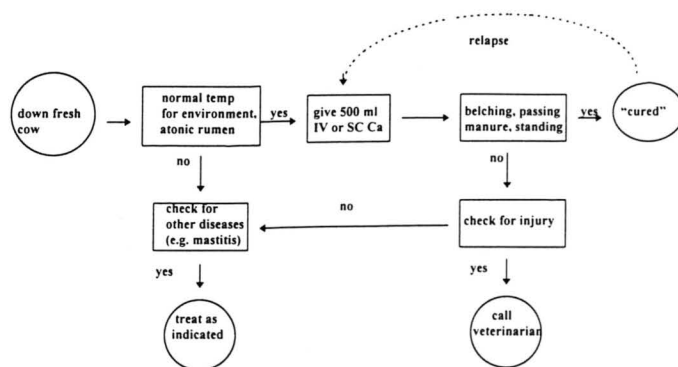 relapse
down fresh
cow
normal temp
for environment,
atonic rumen
yes
give 500 ml
IV or SC Ca
belching, passing
manure, standing
yes
“cured”
no
no
check for
other diseases
(e.g. mastitis)
no
check for injury
yes
yes
treat as
indicated
call
veterinarian